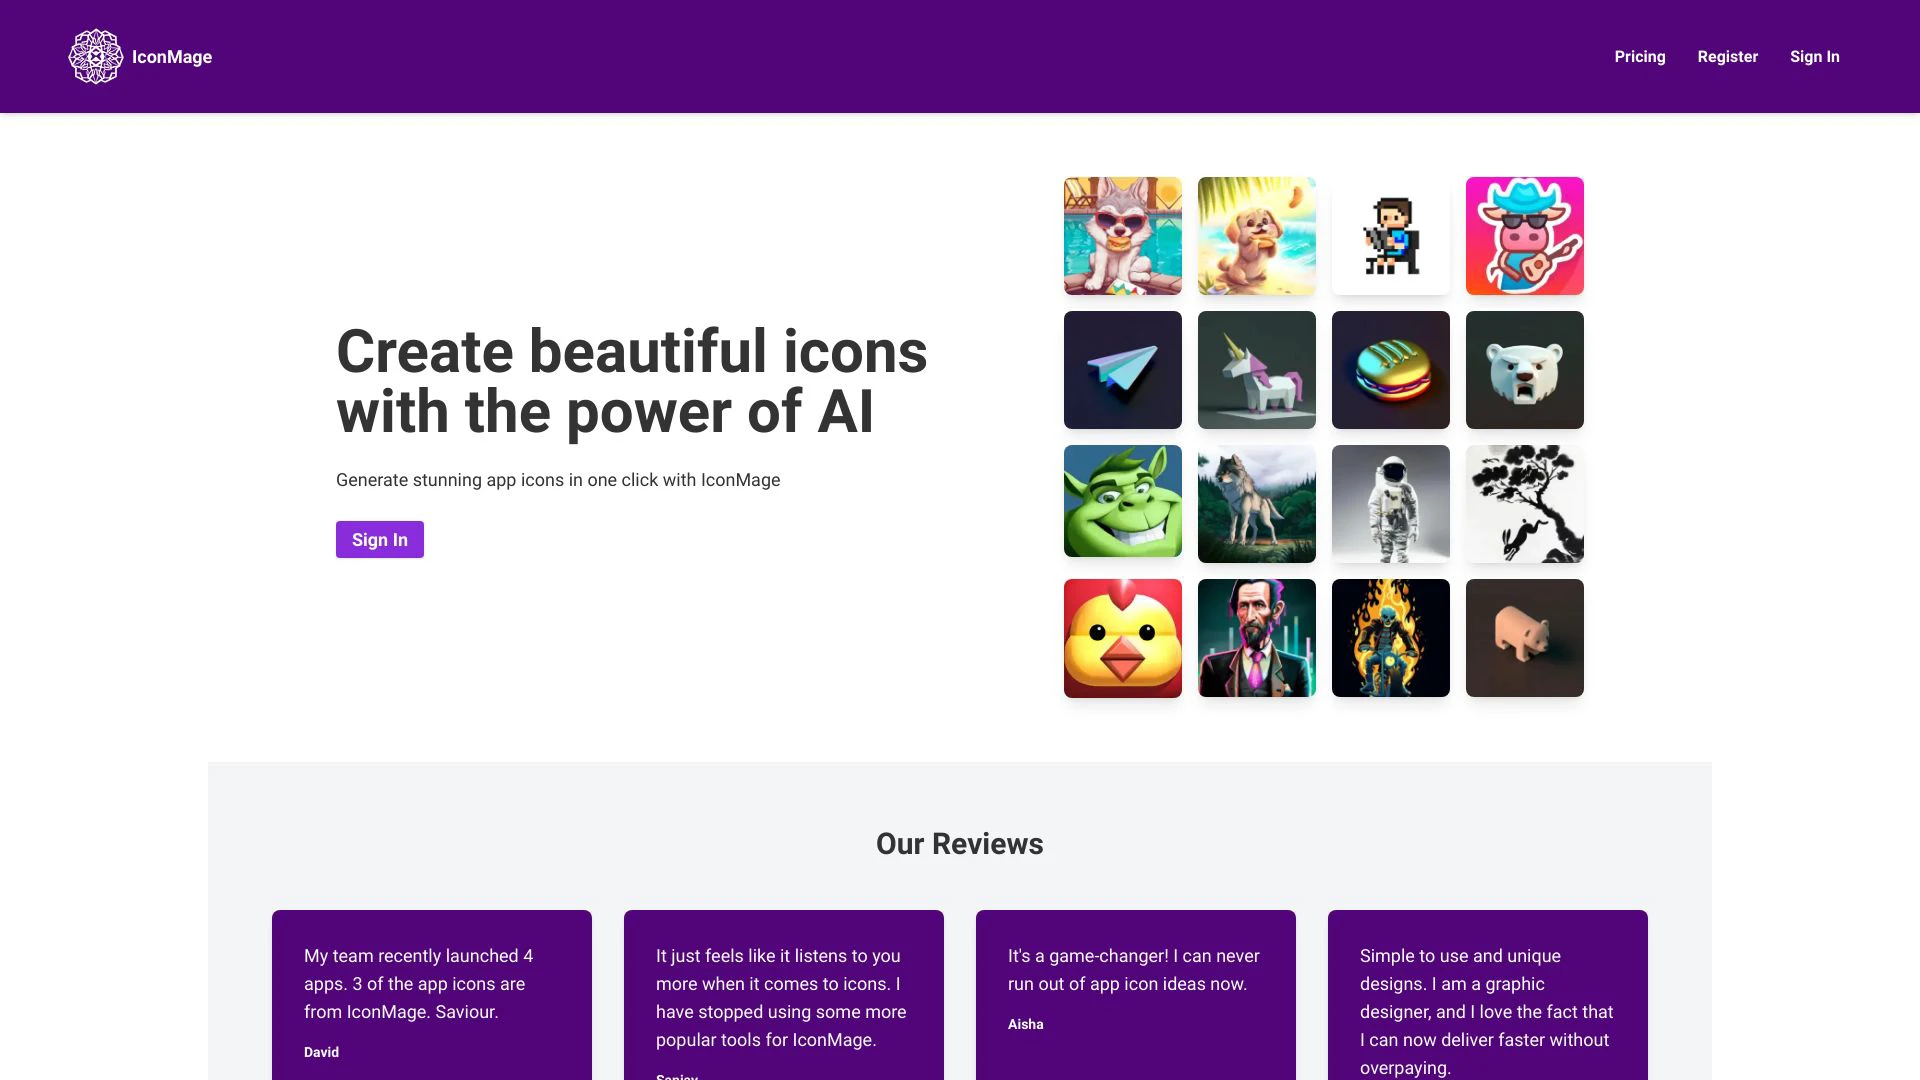 IconMage
Pricing
Register
Sign In
Create beautiful icons
with the power of AI
Generate stunning app icons in one click with IconMage
Sign In
Our Reviews
My team recently launched 4
apps. 3 of the app icons are
from IconMage. Saviour.
David
It just feels like it listens to you
more when it comes to icons. I
have stopped using some more
popular tools for IconMage.
It's a game-changer! I can never
run out of app icon ideas now.
Aisha
Simple to use and unique
designs. I am a graphic
designer, and I love the fact that
I can now deliver faster without
overpaying.